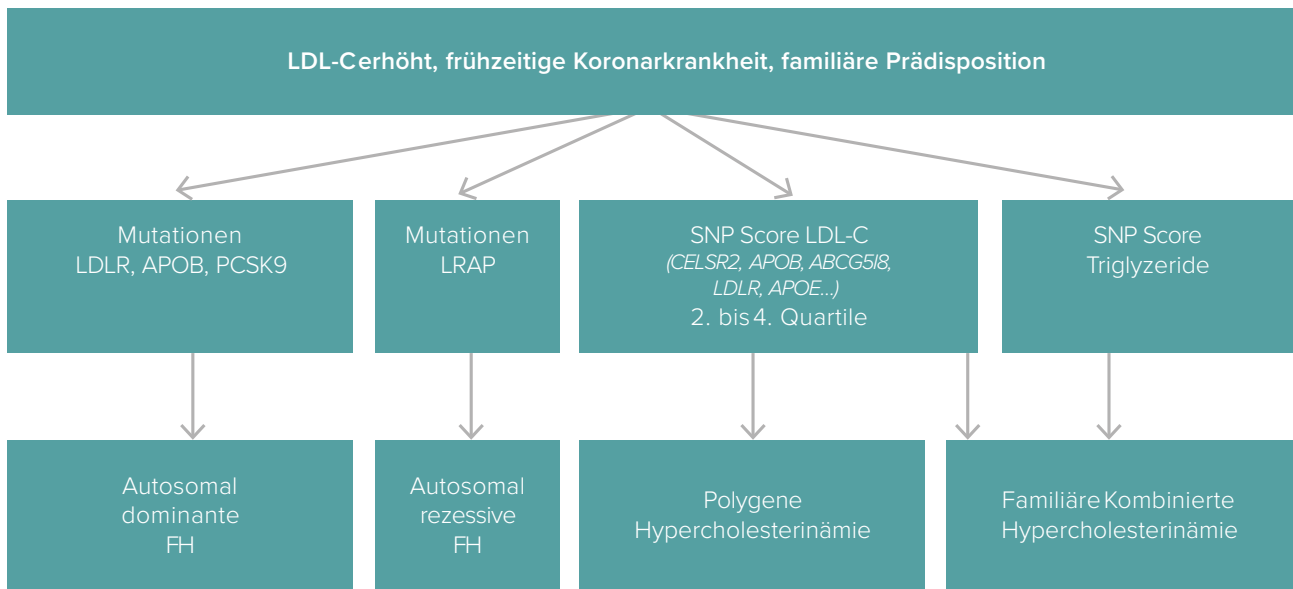 LDL-Cerhöht, frühzeitige Koronarkrankheit, familiäre Prädisposition
Mutationen
LDLR, APOB, PCSK9
Mutationen
LRAP
SNP Score LDL-C
(CELSR2, APOB, ABCG5I8,
LDLR, APOE...)
2. bis 4. Quartile
SNP Score
Triglyzeride
Autosomal
dominante
FH
Autosomal
rezessive
FH
Polygene
Hypercholesterinämie
Familiäre Kombinierte
Hypercholesterinämie